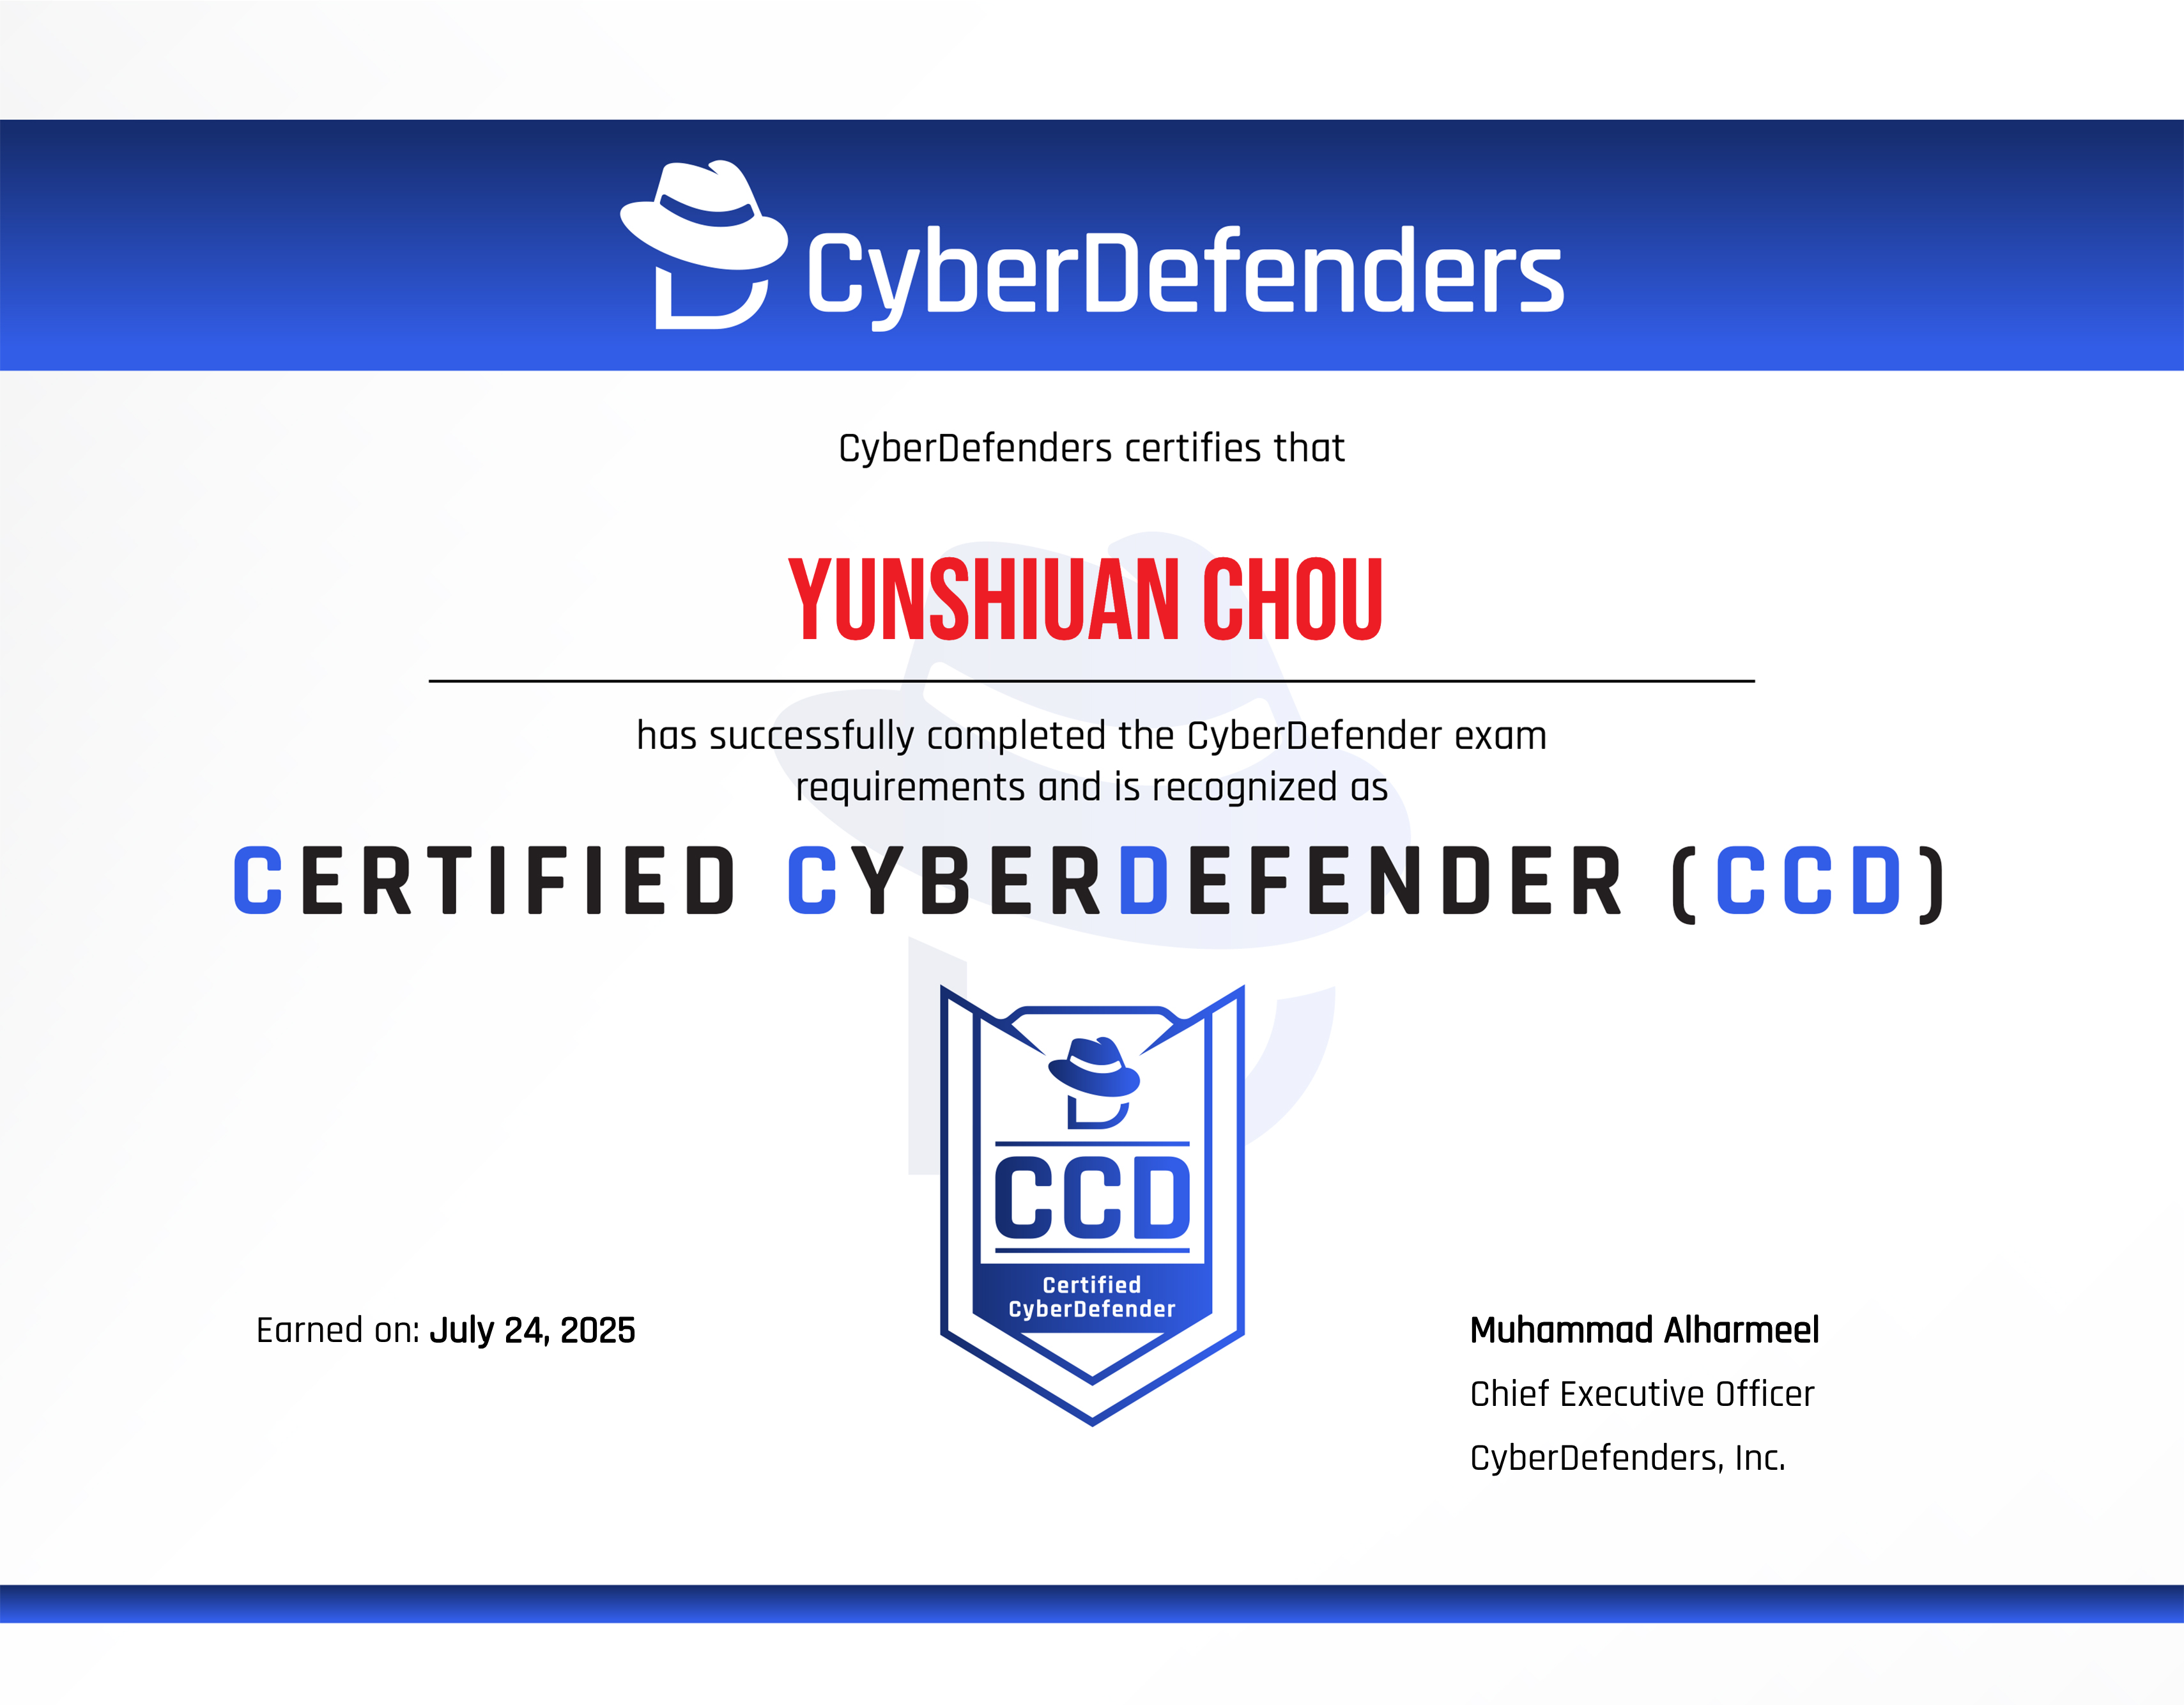 CyberDefenders
CyberDefenders certifies that
YUNSHIUAN CHOU
has successfully completed the CyberDefender exam
requirements and is recognized as
CERTIFIED CYBERDEFENDER (CCD)
CCD
Certified
CyberDefender
Earned on: July 24, 2025
Muhammad Alharmeel
Chief Executive Officer
CyberDefenders, Inc.